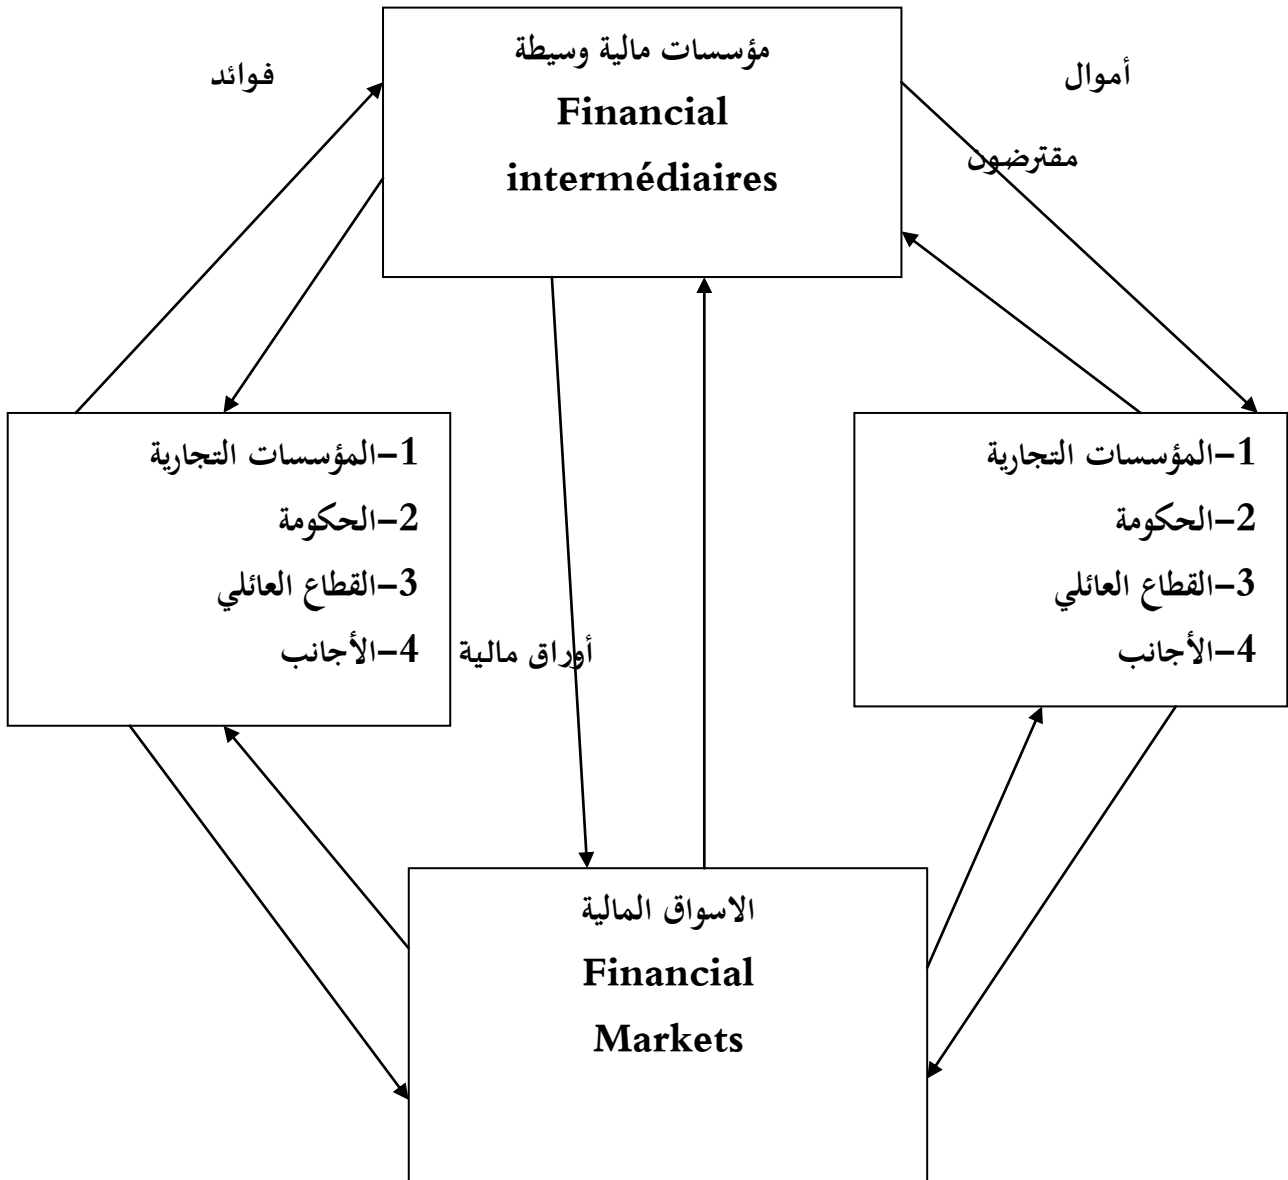 مؤسسات مالية وسيطة
Financial
intermédiaires
أموال
فوائد
مقترضون
1–المؤسسات التجارية
2–الحكومة
3–القطاع العائلي
4–الأجانب
1–المؤسسات التجارية
2–الحكومة
3–القطاع العائلي
4–الأجانب
أوراق مالية
الاسواق المالية
Financial
Markets